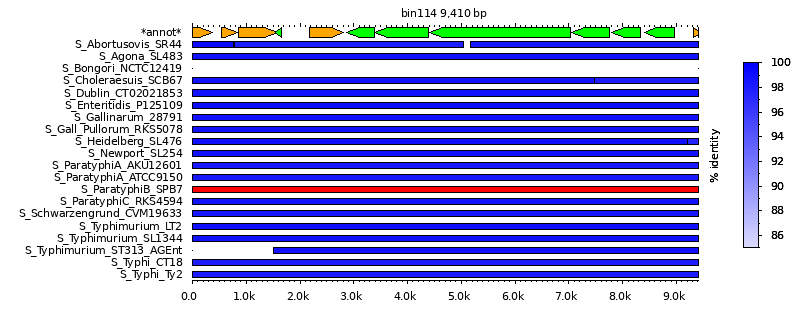 bin114 9,410 bp
*annot*
S_Abortusovis_SR44
S_Agona_SL483
S_Bongori_NCTC12419
S_Choleraesuis_SCB67
S_Dublin_CT02021853
S_Enteritidis_P125109
S_Gallinarum_28791
S_Gall_Pullorum_RKS5078
S_Heidelberg_SL476
S_Newport_SL254
S_ParatyphiA_AKU12601
S_ParatyphiA_ATCC9150
S_ParatyphiB_SPB7
S_ParatyphiC_RKS4594
S_Schwarzengrund_CVM19633
S_Typhimurium_LT2
S_Typhimurium_SL1344
S_Typhimurium_ST313_AGEnt
S_Typhi_CT18
S_Typhi_Ty2
0.0 1.0k 2.0k 3.0k 4.0k 5.0k 6.0k 7.0k 8.0k 9.0k
% identity
100
98
96
94
92
90
88
86